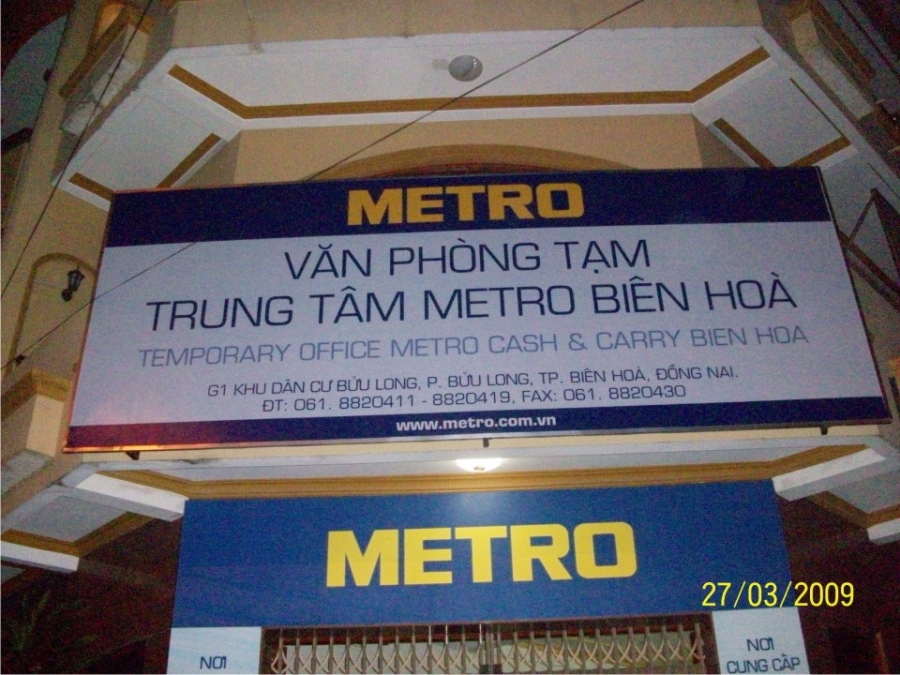 METRO
VĂN PHÒNG TẠM
TRUNG TÂM METRO BIÊN HOÀ
TEMPORARY OFFICE METRO CASH & CARRY BIEN HOA
G1 KHU DÂN CƯ BỬU LONG, P. BỬU LONG, TP. BIÊN HOÀ, ĐỒNG NAI.
ĐT: 061. 8820411 - 8820419, FAX: 061. 8820430
www.metro.com.vn
METRO
27/03/2009
NƠI
NƠI
CUNG CẤP